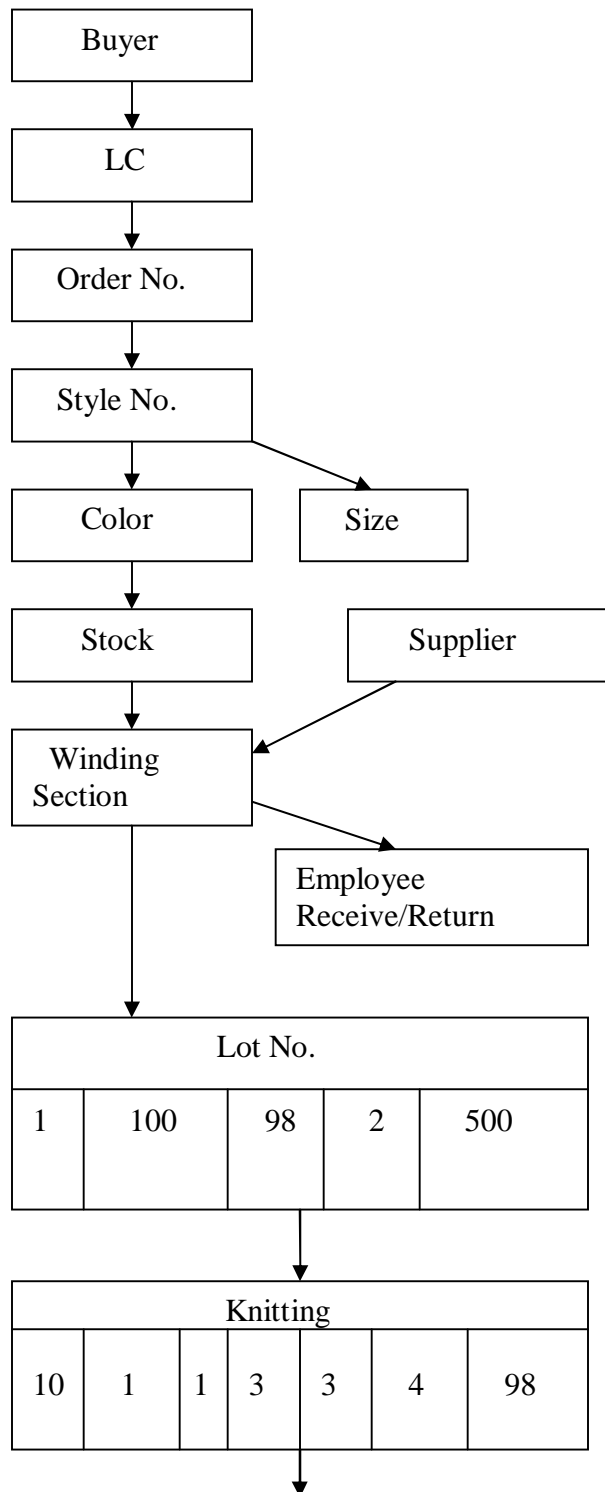 Buyer
LC
Order No.
Style No.
Color
Size
Stock
Supplier
Winding
Section
Employee
Receive/Return
Lot No.
1 100 98 2 500
Knitting
10 1 1 3 3 4 98